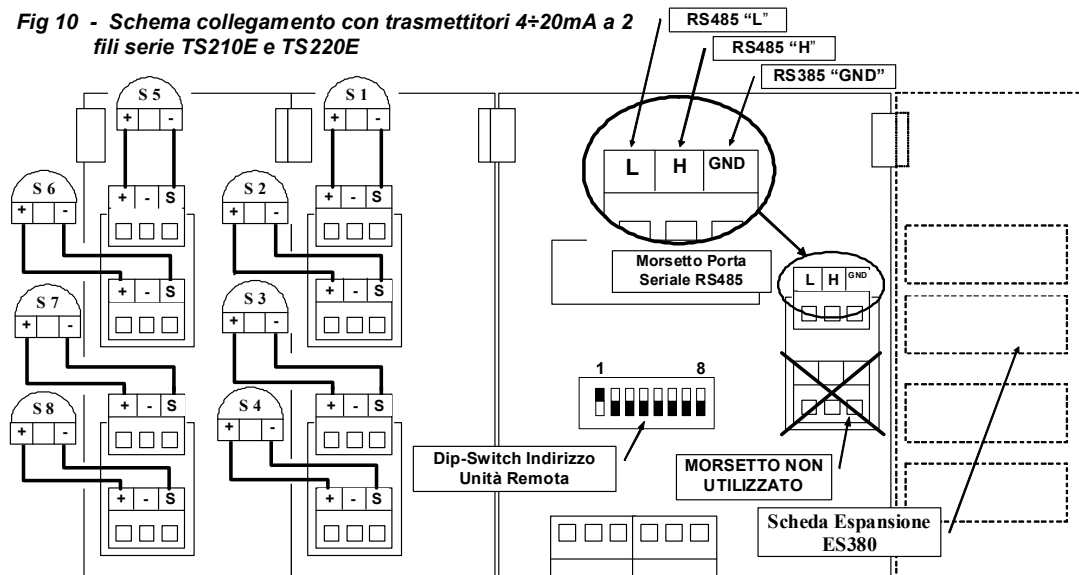 Fig 10 - Schema collegamento con trasmettitori 4÷20mA a 2
fili serie TS210E e TS220E
RS485 “L”
RS485 “H”
RS385 “GND”
S 5
+ -
S 1
+ -
L H GND
S 6
+ -
+ - S
S 2
+ -
+ - S
Morsetto Porta
Seriale RS485
L H GND
+ - S
+ - S
S 7
+ -
S 3
+ -
1 8
+ - S
+ - S
S 8
+ -
S 4
+ -
Dip-Switch Indirizzo
Unità Remota
MORSETTO NON
UTILIZZATO
+ - S
+ - S
Scheda Espansione
ES380